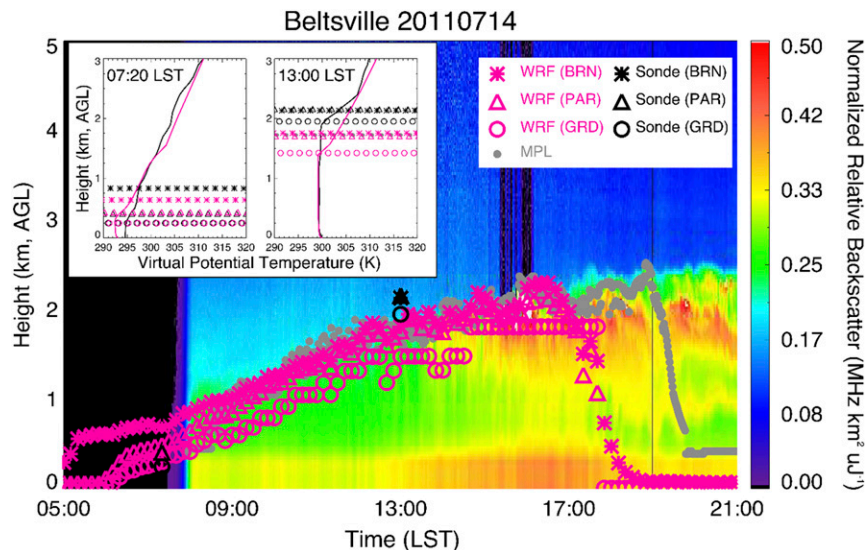 Beltsville 20110714
5
4
3
2
1
0
Height (km, AGL)
05:00
09:00
13:00
17:00
21:00
Time (LST)
07:20 LST
3
2
1
0
Height (km, AGL)
290 295 300 305 310 315 320
13:00 LST
3
2
1
0
290 295 300 305 310 315 320
Virtual Potential Temperature (K)
WRF (BRN)
Sonde (BRN)
WRF (PAR)
Sonde (PAR)
WRF (GRD)
Sonde (GRD)
MPL
0.50
0.42
0.33
0.25
0.17
0.08
0.00
Normalized Relative Backscatter (MHz km² uJ⁻¹)